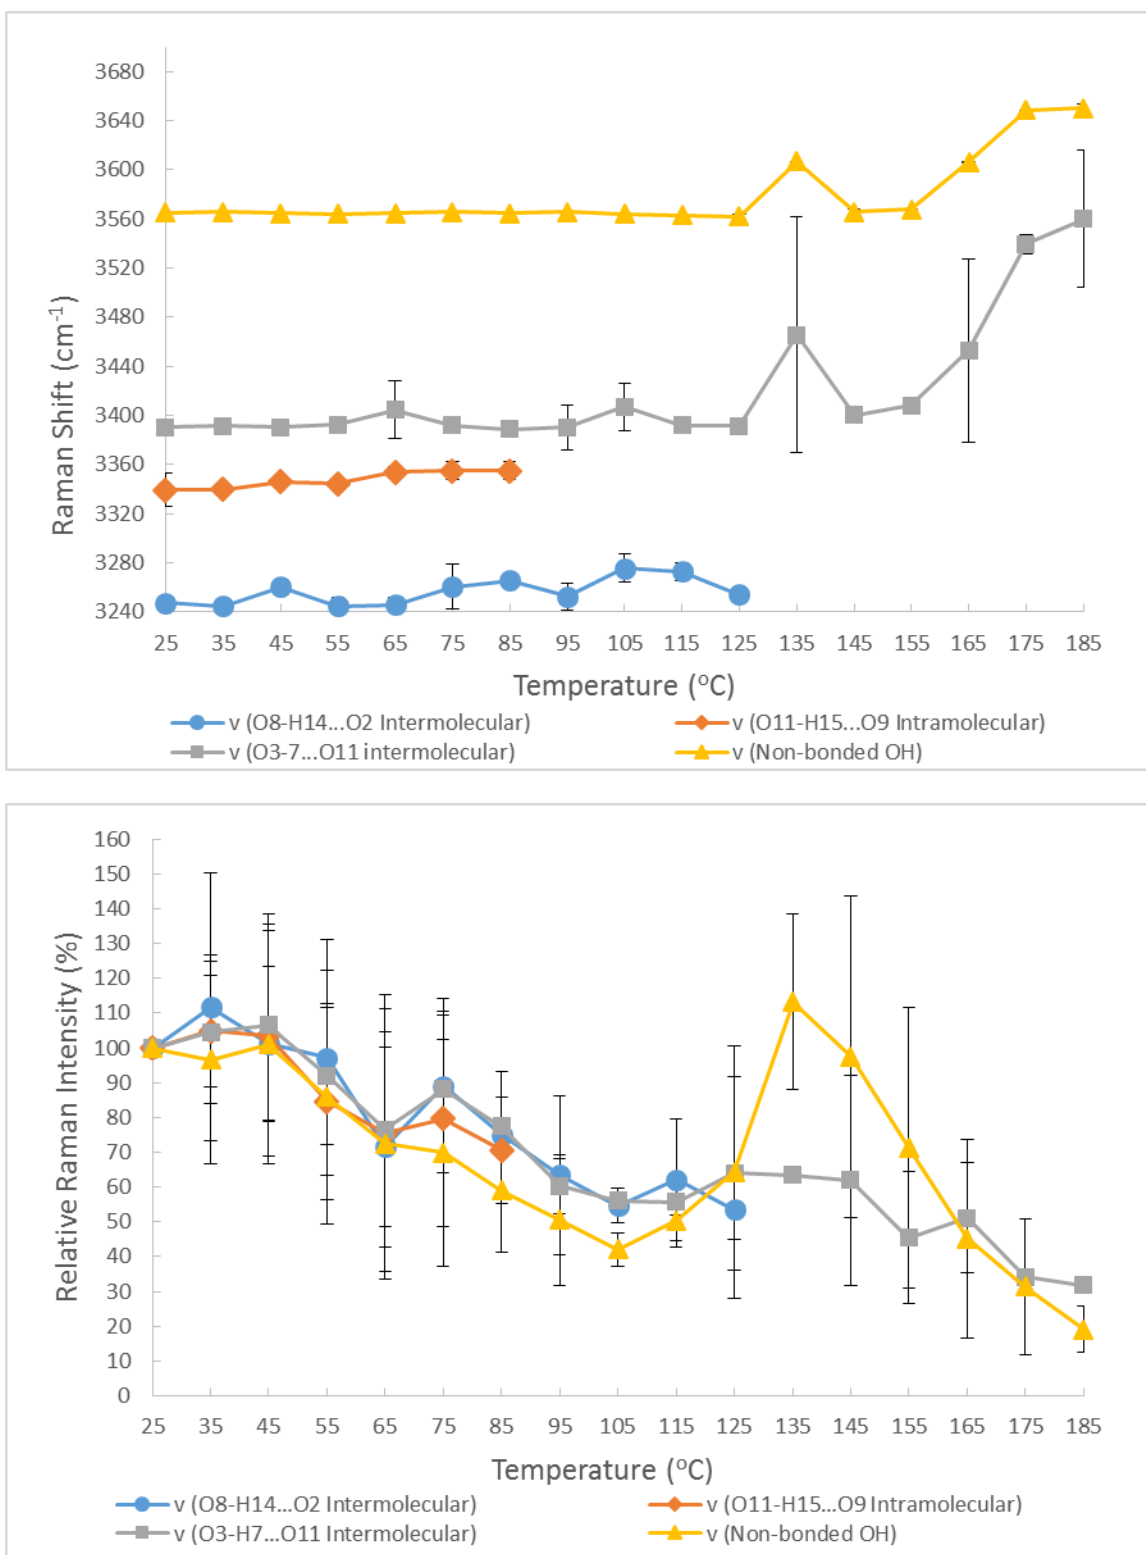 3680
3640
3600
3560
3520
3480
3440
3400
3360
3320
3280
3240
Raman Shift (cm-1)
25 35 45 55 65 75 85 95 105 115 125 135 145 155 165 175 185
Temperature (oC)
v (O8-H14...O2 Intermolecular) v (O11-H15...O9 Intramolecular)
v (O3-7...O11 intermolecular) v (Non-bonded OH)
160
150
140
130
120
110
100
90
80
70
60
50
40
30
20
10
0
Relative Raman Intensity (%)
25 35 45 55 65 75 85 95 105 115 125 135 145 155 165 175 185
Temperature (oC)
v (O8-H14...O2 Intermolecular) v (O11-H15...O9 Intramolecular)
v (O3-H7...O11 Intermolecular) v (Non-bonded OH)